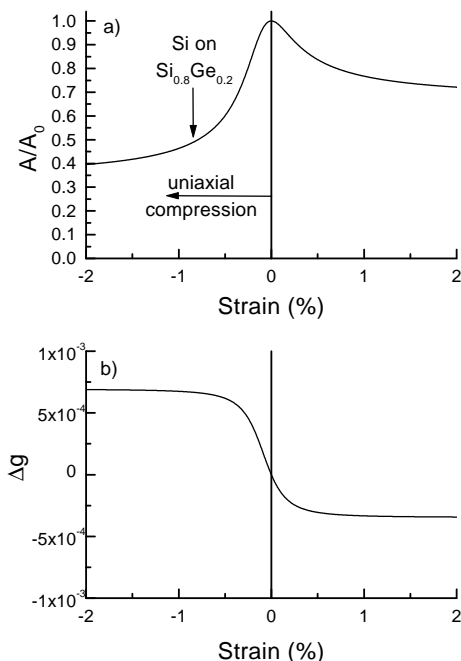 a)
1.0
0.9
0.8
0.7
0.6
0.5
0.4
0.3
0.2
0.1
0.0
A/A₀
Si on
Si₀.₈Ge₀.₂
uniaxial
compression
-2 -1 0 1 2
Strain (%)
b)
1x10⁻³
5x10⁻⁴
0
-5x10⁻⁴
-1x10⁻³
Δg
-2 -1 0 1 2
Strain (%)